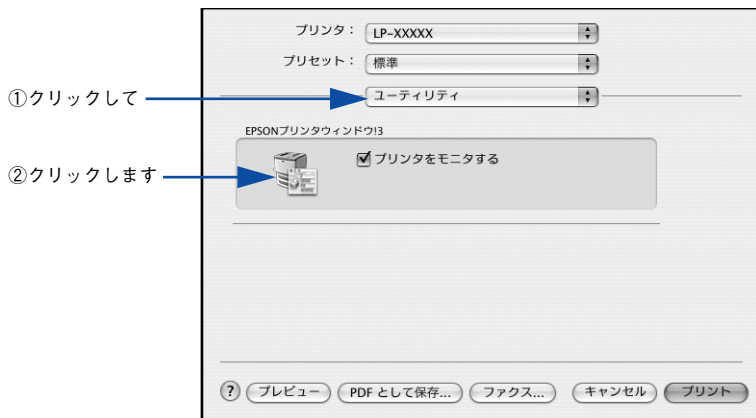 プリンタ： LP-XXXXX
プリセット： 標準
①クリックして
ユーティリティ
EPSONプリンタウィンドウ!3
プリンタをモニタする
②クリックします
? プレビュー PDF として保存... ファクス... キャンセル プリント